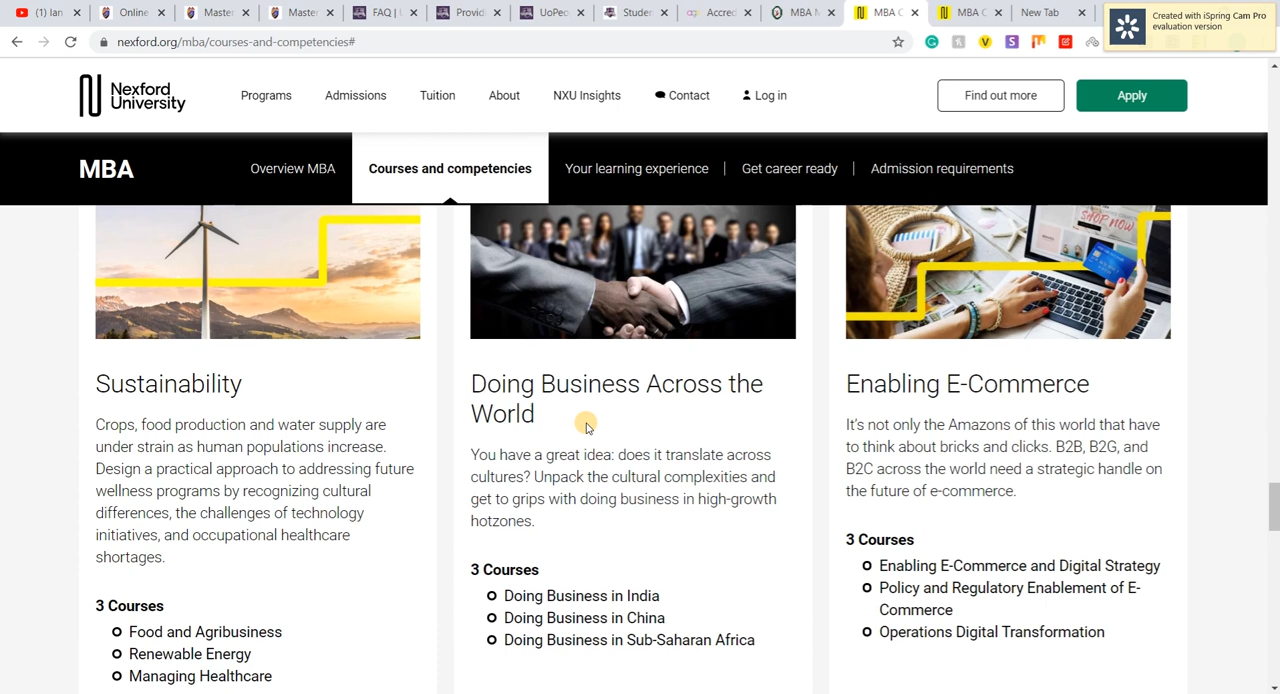 (1) Ian
Online
Master
Master
FAQ | U
Provid
UoPeo
Studen
Accred
MBA M
MBA C
MBA C
New Tab
Created with iSpring Cam Pro
evaluation version
nexford.org/mba/courses-and-competencies#
Nexford
University
Programs
Admissions
Tuition
About
NXU Insights
Contact
Log in
Find out more
Apply
MBA
Overview MBA
Courses and competencies
Your learning experience
Get career ready
Admission requirements
SHOP NOW
Sustainability
Crops, food production and water supply are
under strain as human populations increase.
Design a practical approach to addressing future
wellness programs by recognizing cultural
differences, the challenges of technology
initiatives, and occupational healthcare
shortages.
3 Courses
Food and Agribusiness
Renewable Energy
Managing Healthcare
Doing Business Across the
World
You have a great idea: does it translate across
cultures? Unpack the cultural complexities and
get to grips with doing business in high-growth
hotzones.
3 Courses
Doing Business in India
Doing Business in China
Doing Business in Sub-Saharan Africa
Enabling E-Commerce
It's not only the Amazons of this world that have
to think about bricks and clicks. B2B, B2G, and
B2C across the world need a strategic handle on
the future of e-commerce.
3 Courses
Enabling E-Commerce and Digital Strategy
Policy and Regulatory Enablement of E-
Commerce
Operations Digital Transformation